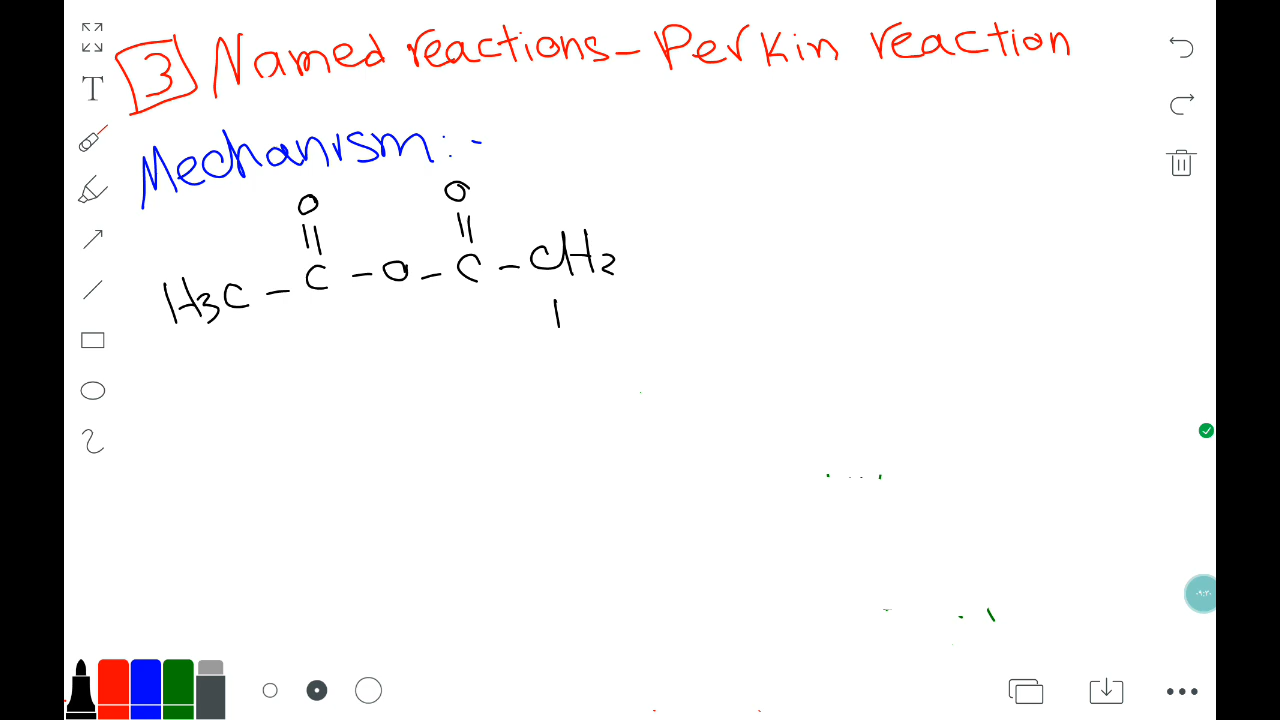 3 Named reactions - Perkin reaction
Mechanism :-
O O
|| ||
H3C - C - O - C - CH2
|
T